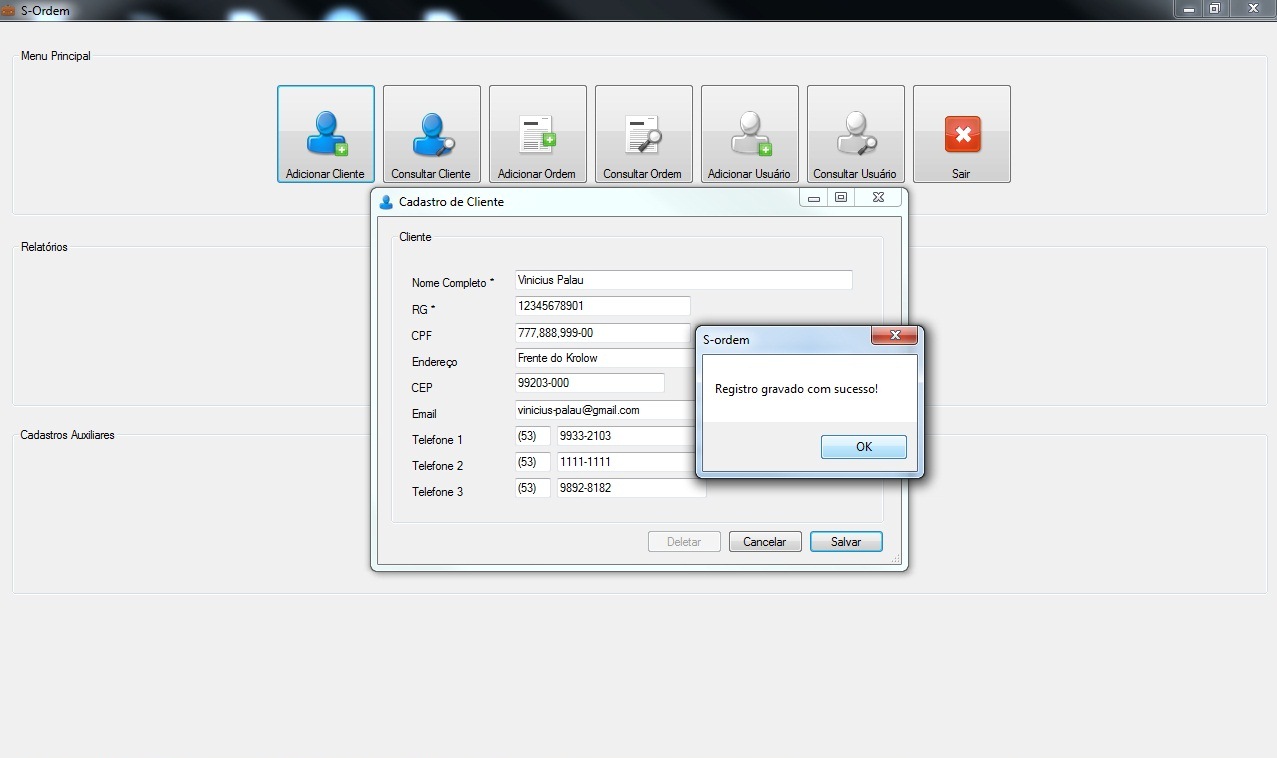 S-Ordem
Menu Principal
Adicionar Cliente
Consultar Cliente
Adicionar Ordem
Consultar Ordem
Adicionar Usuário
Consultar Usuário
Sair
Cadastro de Cliente
Relatórios
Cliente
Nome Completo * Vinicius Palau
RG * 12345678901
CPF 777,888,999-00
Endereço Frente do Krolow
CEP 99203-000
Email vinicius-palau@gmail.com
Telefone 1 (53) 9933-2103
Telefone 2 (53) 1111-1111
Telefone 3 (53) 9892-8182
S-ordem
Registro gravado com sucesso!
OK
Cadastros Auxiliares
Deletar
Cancelar
Salvar